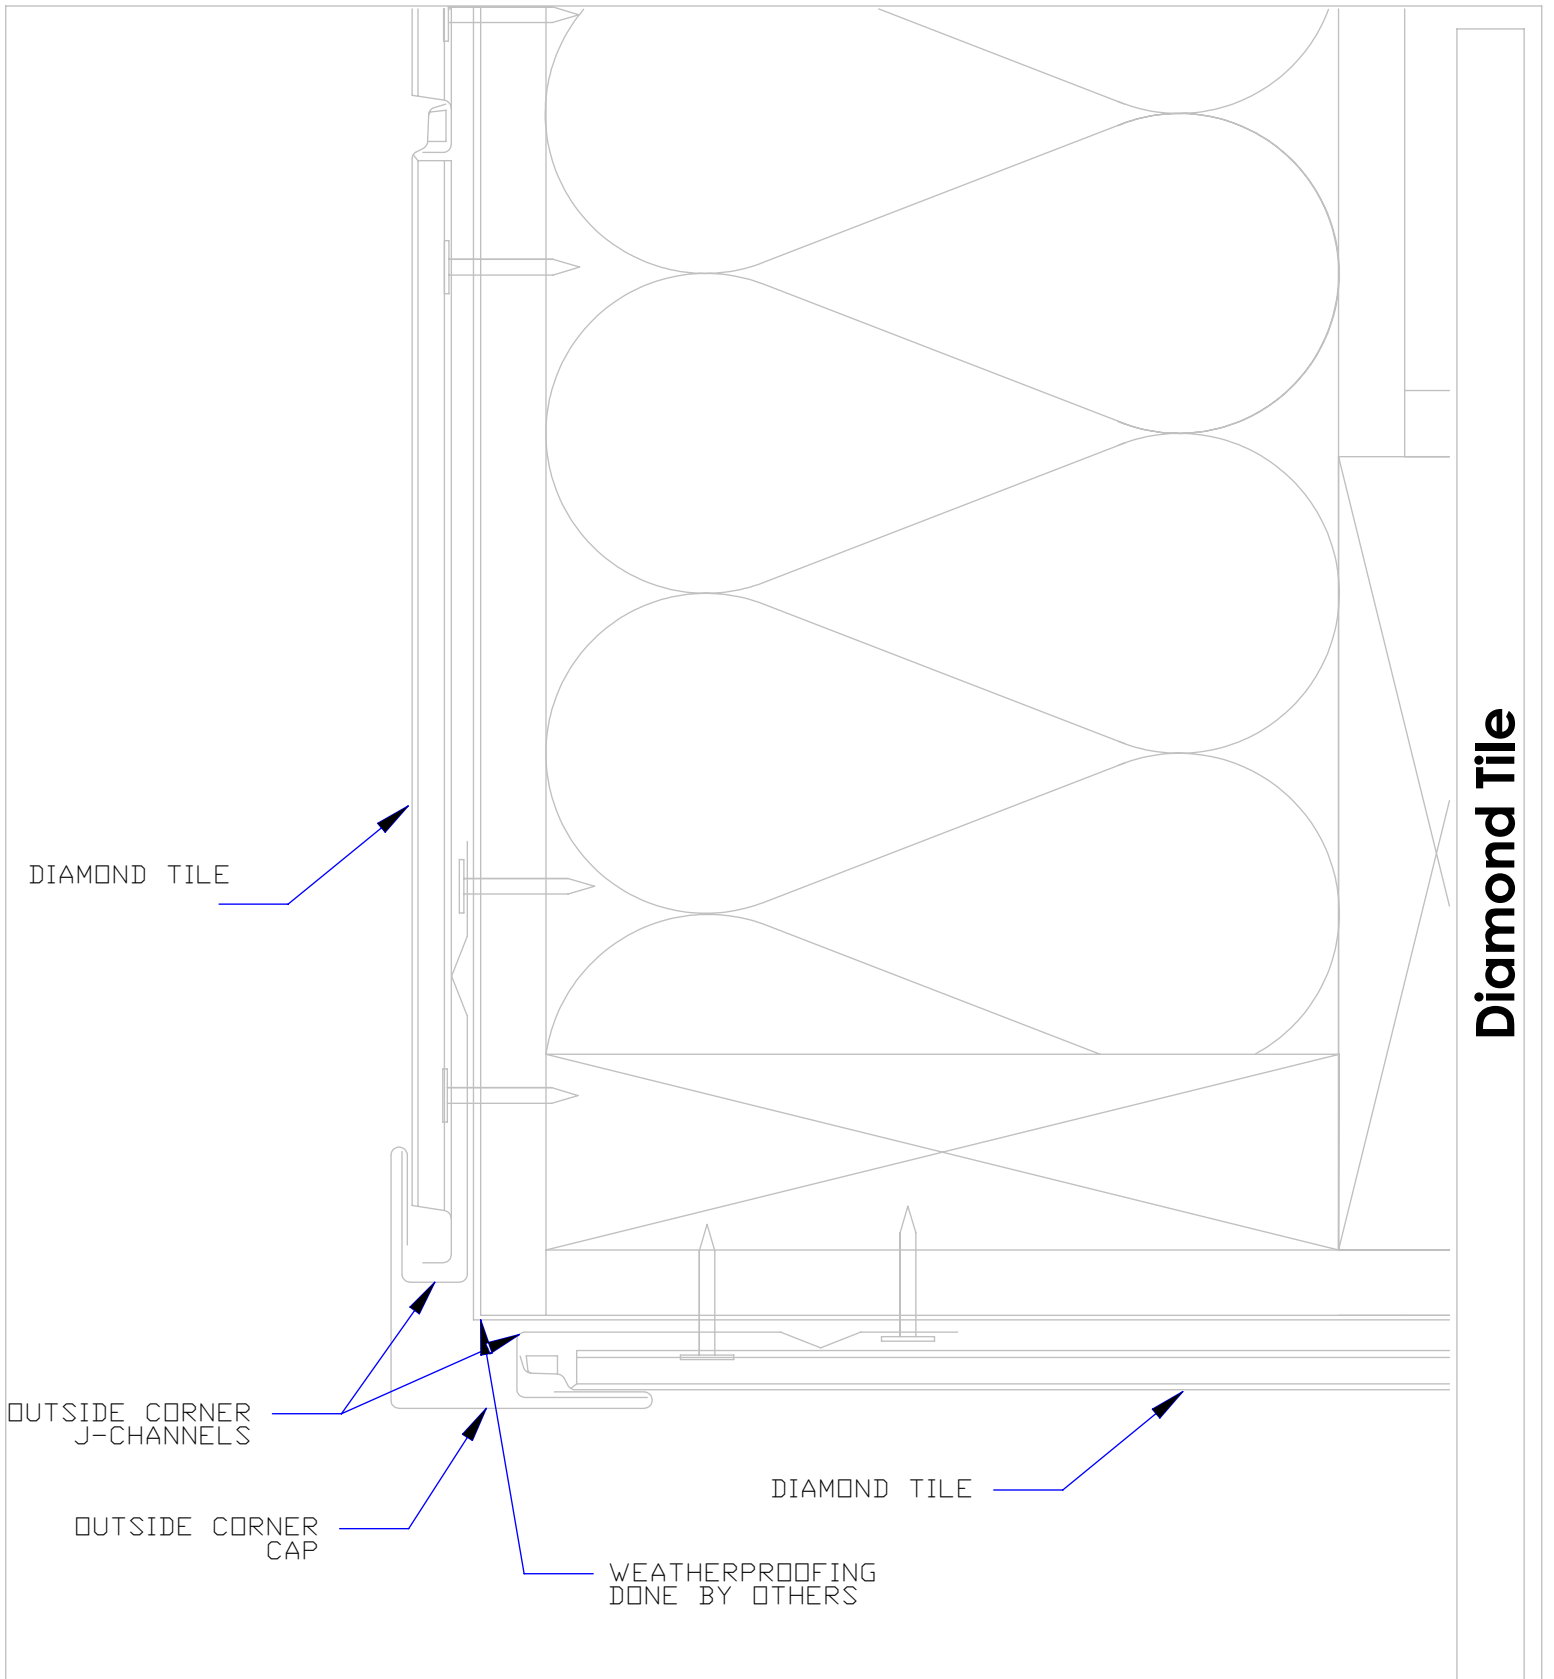 DIAMOND TILE
OUTSIDE CORNER
J-CHANNELS
OUTSIDE CORNER
CAP
DIAMOND TILE
WEATHERPROOFING
DONE BY OTHERS
Diamond Tile